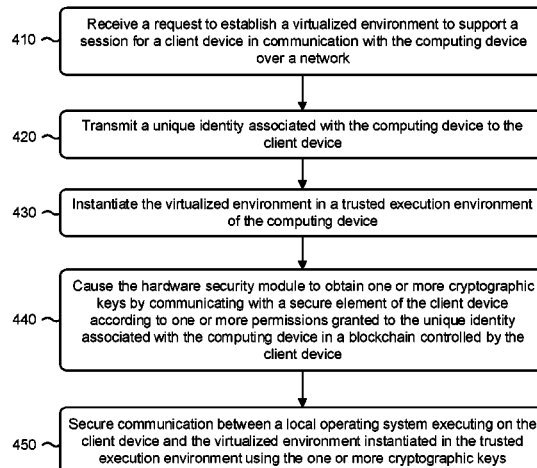 410
Receive a request to establish a virtualized environment to support a
session for a client device in communication with the computing device
over a network
420
Transmit a unique identity associated with the computing device to the
client device
430
Instantiate the virtualized environment in a trusted execution environment
of the computing device
440
Cause the hardware security module to obtain one or more cryptographic
keys by communicating with a secure element of the client device
according to one or more permissions granted to the unique identity
associated with the computing device in a blockchain controlled by the
client device
450
Secure communication between a local operating system executing on the
client device and the virtualized environment instantiated in the trusted
execution environment using the one or more cryptographic keys